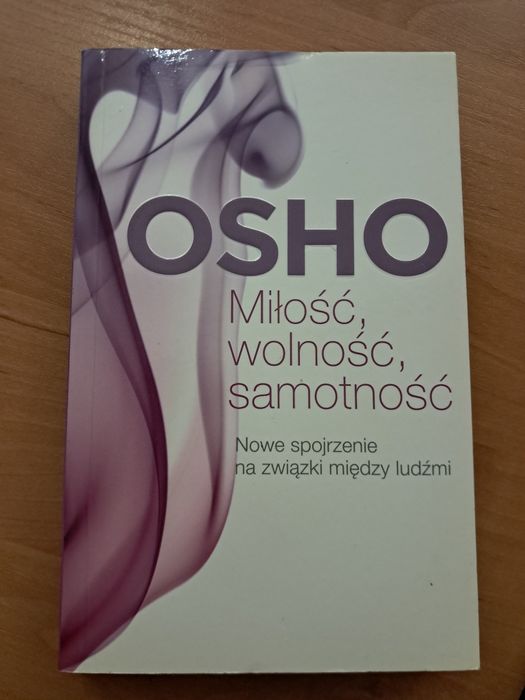 OSHO
Miłość,
wolność,
samotność
Nowe spojrzenie
na związki między ludźmi